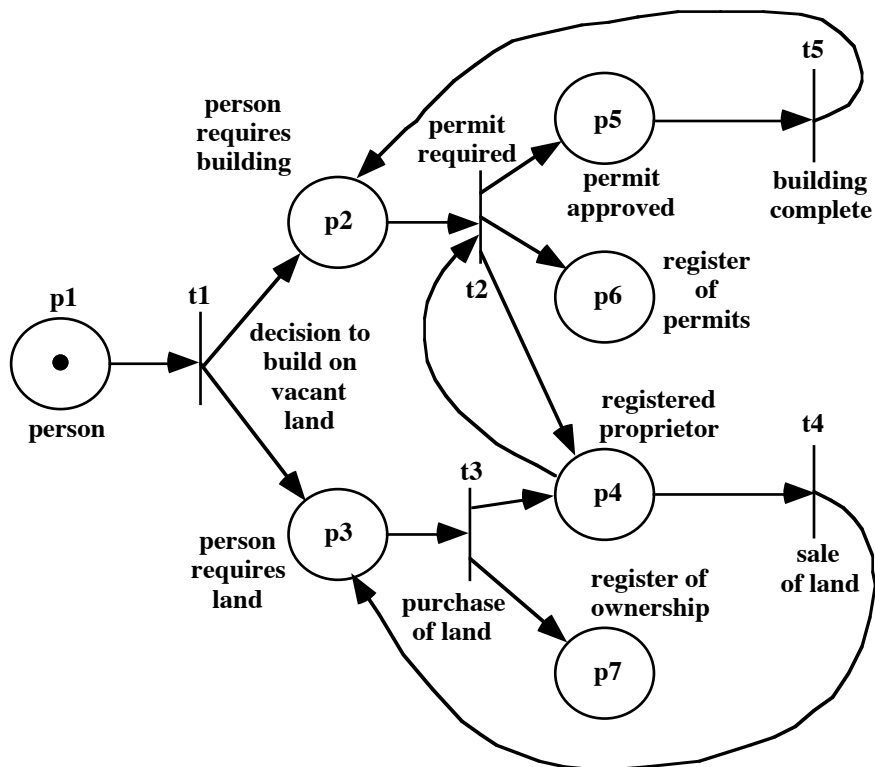 t5
person
requires
building
permit
required
p5
permit
approved
building
complete
p2
t2
p6
register
of
permits
p1
t1
decision to
build on
vacant
land
person
registered
proprietor
t4
t3
p4
p3
person
requires
land
purchase
of land
sale
of land
register of
ownership
p7